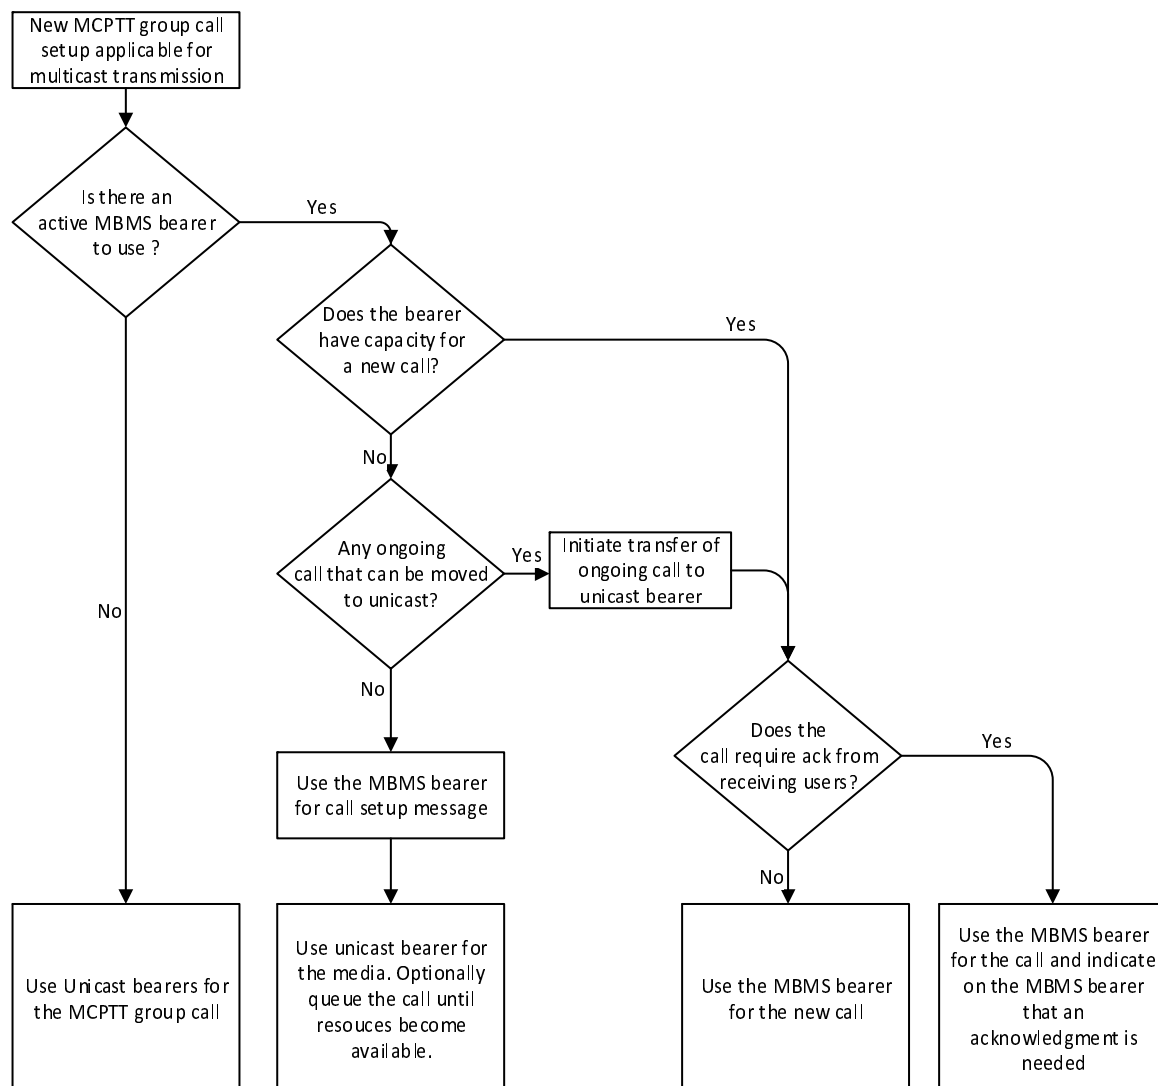 New MCPTT group call
setup applicable for
multicast transmission
Is there an
active MBMS bearer
to use ?
Yes
Does the bearer
have capacity for
a new call?
Yes
No
Any ongoing
call that can be moved
to unicast?
Yes
Initiate transfer of
ongoing call to
unicast bearer
No
No
Does the
call require ack from
receiving users?
Yes
Use the MBMS bearer
for call setup message
No
Use Unicast bearers for
the MCPTT group call
Use unicast bearer for
the media. Optionally
queue the call until
resouces become
available.
Use the MBMS bearer
for the new call
Use the MBMS bearer
for the call and indicate
on the MBMS bearer
that an
acknowledgment is
needed